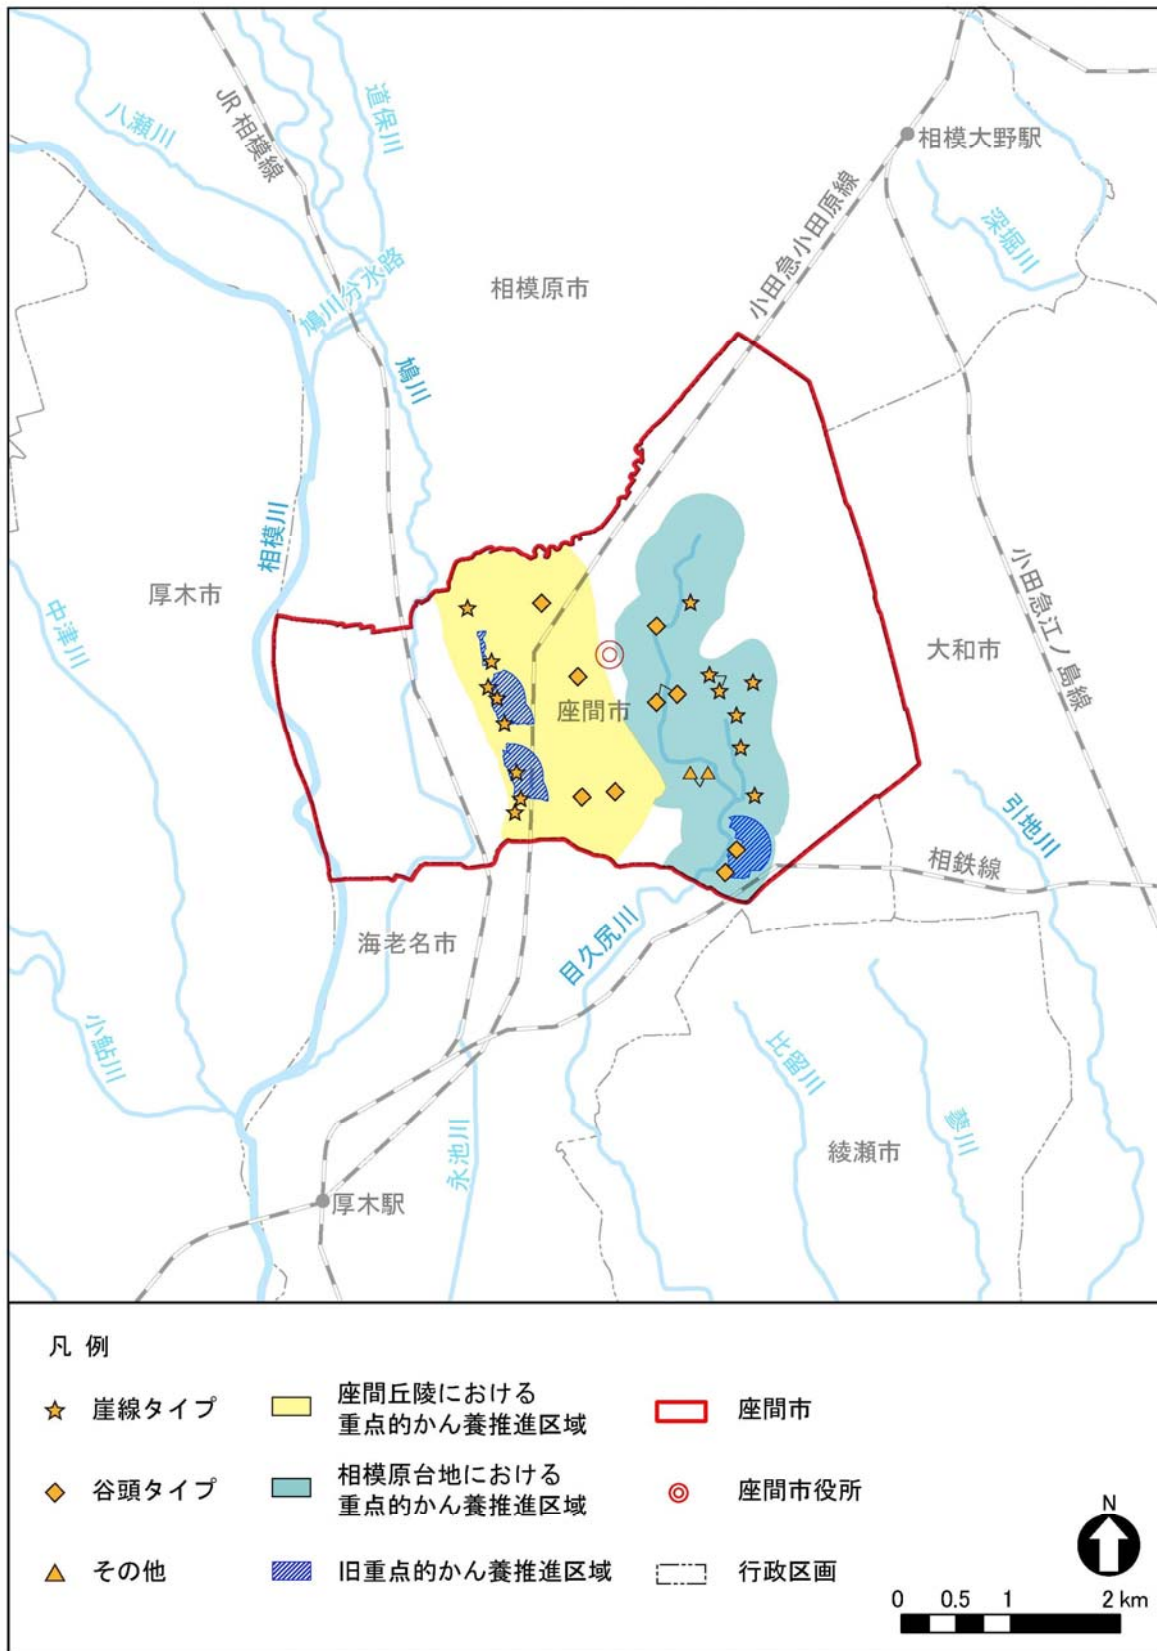 八瀬川
JR 相模線
道保川
相模大野駅
小田急小田原線
深堀川
鳩川分水路
相模原市
鳩川
相模川
厚木市
中津川
小田急江ノ島線
大和市
座間市
引地川
相鉄線
海老名市
目久尻川
小鮎川
比留川
蓼川
永池川
綾瀬市
厚木駅
凡 例
崖線タイプ
座間丘陵における
重点的かん養推進区域
座間市
谷頭タイプ
相模原台地における
重点的かん養推進区域
座間市役所
その他
旧重点的かん養推進区域
行政区画
N
0 0.5 1 2 km